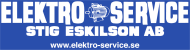 ELEKTRO SERVICE
STIG ESKILSON AB
www.elektro-service.se